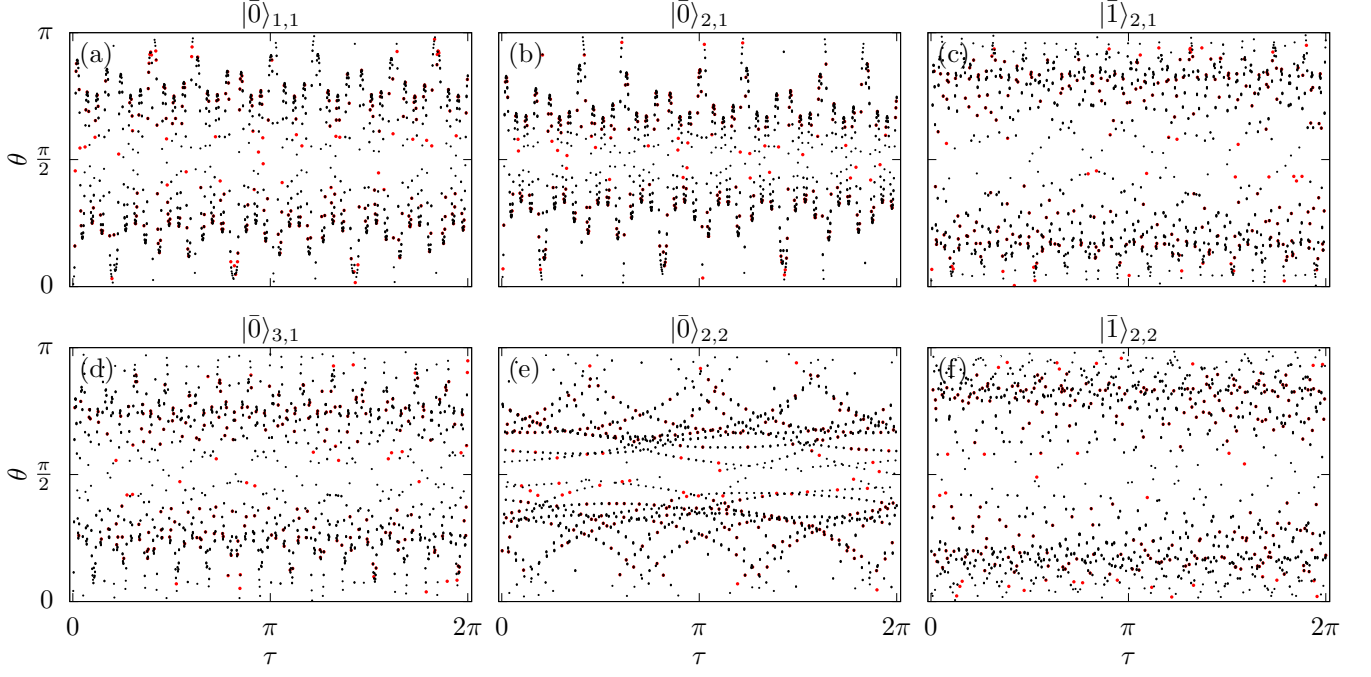 |0̄⟩₁,₁ |0̄⟩₂,₁ |1̄⟩₂,₁
π (a) (b) (c)
θ π/2
0
|0̄⟩₃,₁ |0̄⟩₂,₂ |1̄⟩₂,₂
π (d) (e) (f)
θ π/2
0
0 π 2π 0 π 2π 0 π 2π
τ τ τ